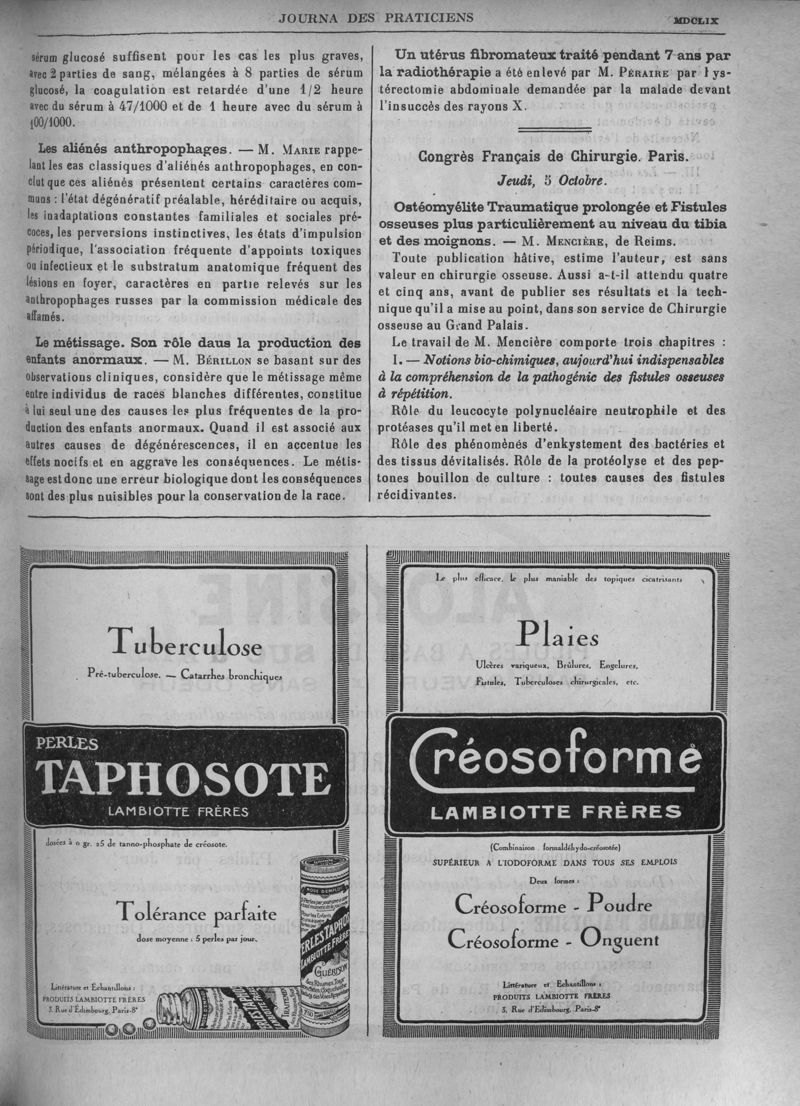 JOURNA DES PRATICIENS
MDCLIX
sérum glucosé suffisent pour les cas les plus graves,
avec 2 parties de sang, mélangées à 8 parties de sérum
glucosé, la coagulation est retardée d'une 1/2 heure
avec du sérum à 47/1000 et de 1 heure avec du sérum à
100/1000.
Les aliénés anthropophages. — M. MARIE rappe-
lant les cas classiques d'aliénés anthropophages, en con-
clut que ces aliénés présentent certains caractères com-
muns : l'état dégénératif préalable, héréditaire ou acquis,
les inadaptations constantes familiales et sociales pré-
coces, les perversions instinctives, les états d'impulsion
périodique, l'association fréquente d'appoints toxiques
ou infectieux et le substratum anatomique fréquent des
lésions en foyer, caractères en partie relevés sur les
anthropophages russes par la commission médicale des
affamés.
Le métissage. Son rôle daus la production des
enfants anormaux. — M. BÉRILLON se basant sur des
observations cliniques, considère que le métissage même
entre individus de races blanches différentes, constitue
à lui seul une des causes les plus fréquentes de la pro-
duction des enfants anormaux. Quand il est associé aux
autres causes de dégénérescences, il en accentue les
effets nocifs et en aggrave les conséquences. Le métis-
sage est donc une erreur biologique dont les conséquences
sont des plus nuisibles pour la conservation de la race.
Un utérus fibromateux traité pendant 7 ans par
la radiothérapie a été enlevé par M. PÉRAIRE par l ys-
térectomie abdominale demandée par la malade devant
l'insuccès des rayons X.
Congrès Français de Chirurgie. Paris.
Jeudi, 5 Octobre.
Ostéomyélite Traumatique prolongée et Fistules
osseuses plus particulièrement au niveau du tibia
et des moignons. — M. MENCIÈRE, de Reims.
Toute publication hâtive, estime l'auteur, est sans
valeur en chirurgie osseuse. Aussi a-t-il attendu quatre
et cinq ans, avant de publier ses résultats et la tech-
nique qu'il a mise au point, dans son service de Chirurgie
osseuse au Grand Palais.
Le travail de M. Mencière comporte trois chapitres :
I. — Notions bio-chimiques, aujourd'hui indispensables
à la compréhension de la pathogénic des fistules osseuses
à répétition.
Rôle du leucocyte polynucléaire neutrophile et des
protéases qu'il met en liberté.
Rôle des phénomènés d'enkystement des bactéries et
des tissus dévitalisés. Rôle de la protéolyse et des pep-
tones bouillon de culture : toutes causes des fistules
récidivantes.
Tuberculose
Pré-tuberculose. — Catarrhes bronchiques
PERLES
TAPHOSOTE
LAMBIOTTE FRÈRES
dosées à 0 gr. 25 de tanno-phosphate de créosote.
Tolérance parfaite
dose moyenne : 5 perles par jour.
Littérature et Échantillons :
PRODUITS LAMBIOTTE FRÈRES
3, Rue d'Edimbourg, Paris-8e
MODE D'EMPLOI
PERLES TAPHOSOTE
LAMBIOTTE FRÈRES
GUÉRISON
Le plus efficace, le plus maniable des topiques cicatrisants
Plaies
Ulcères variqueux, Brûlures, Engelures,
Fistules, Tuberculoses chirurgicales, etc.
Créosoforme
LAMBIOTTE FRÈRES
(Combinaison formaldéhydo-créosotée)
SUPÉRIEUR A L'IODOFORME DANS TOUS SES EMPLOIS
Deux formes :
Créosoforme - Poudre
Créosoforme - Onguent
Littérature et Échantillons :
PRODUITS LAMBIOTTE FRÈRES
3, Rue d'Edimbourg, Paris-8e